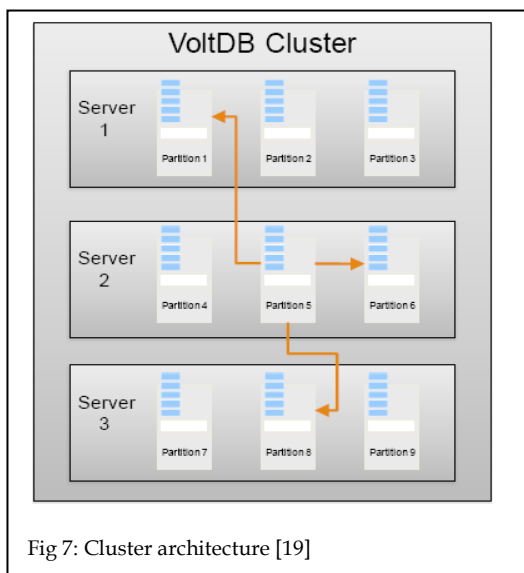 VoltDB Cluster
Server
1
Partition 1
Partition 2
Partition 3
Server
2
Partition 4
Partition 5
Partition 6
Server
3
Partition 7
Partition 8
Partition 9
Fig 7: Cluster architecture [19]